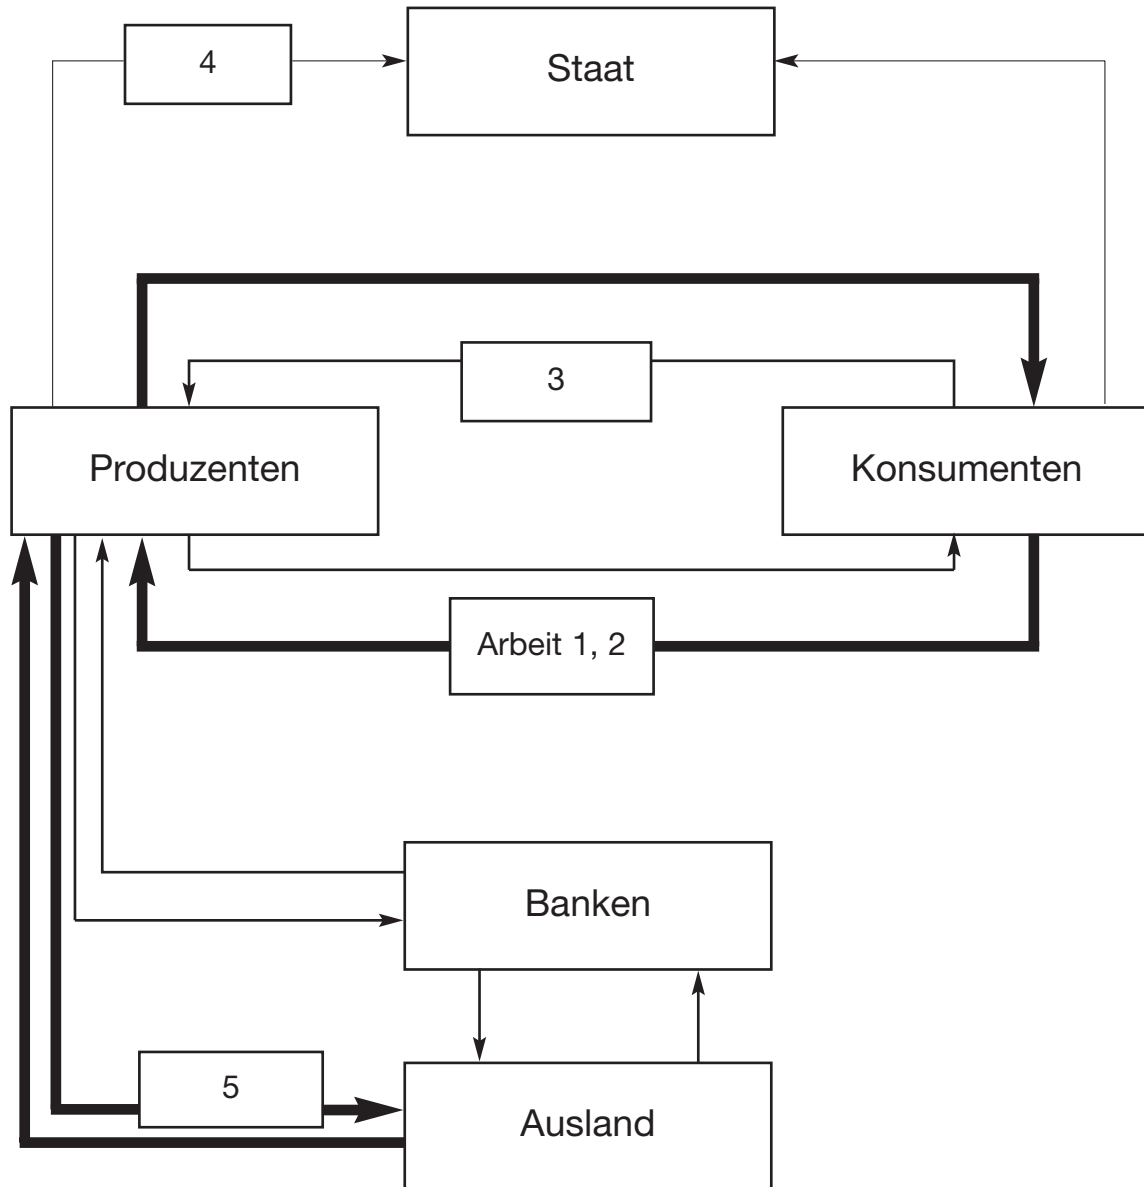 4
Staat
3
Produzenten
Konsumenten
Arbeit 1, 2
Banken
5
Ausland